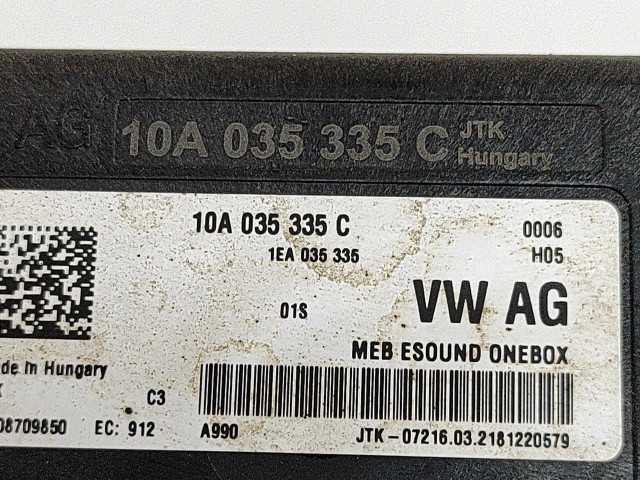 AG 10A 035 335 C JTK
Hungary
10A 035 335 C 0006
1EA 035 335 H05
01S VW AG
MEB ESOUND ONEBOX
de in Hungary
C3
08709850 EC: 912 A990 JTK-07216.03.2181220579